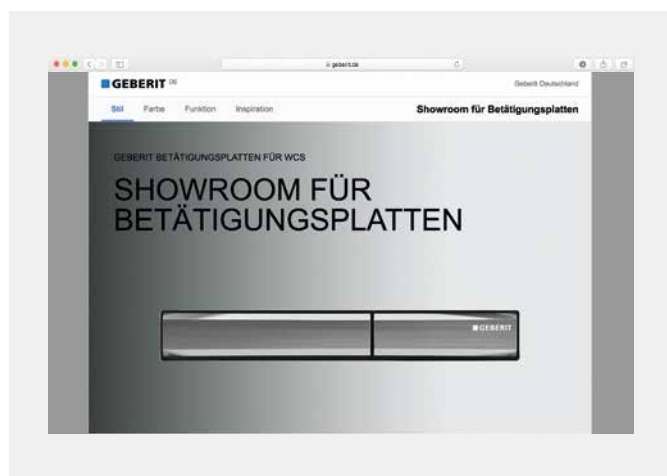 geberit.de
GEBERIT DE
Geberit Deutschland
Stil Farbe Funktion Inspiration
Showroom für Betätigungsplatten
GEBERIT BETÄTIGUNGSPLATTEN FÜR WCS
SHOWROOM FÜR
BETÄTIGUNGSPLATTEN
GEBERIT